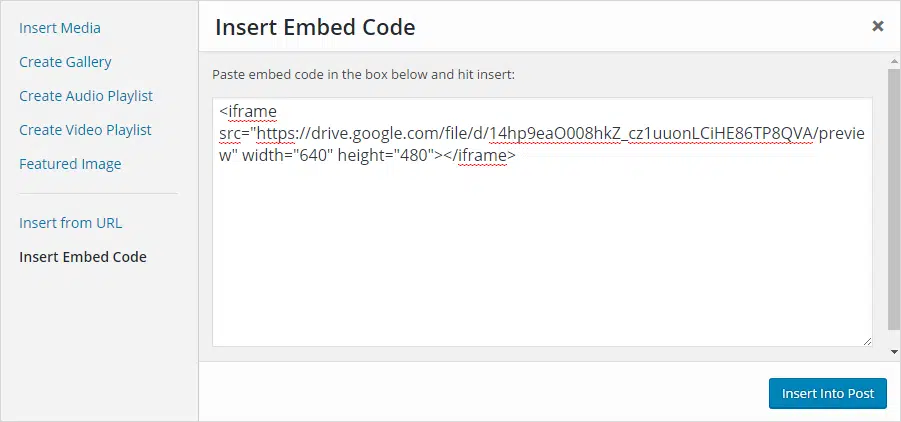 Insert Media
Create Gallery
Create Audio Playlist
Create Video Playlist
Featured Image
Insert from URL
Insert Embed Code
Insert Embed Code
Paste embed code in the box below and hit insert:
<iframe
src="https://drive.google.com/file/d/14hp9eaO008hkZ_cz1uuonLCiHE86TP8QVA/previe
w" width="640" height="480"></iframe>
Insert Into Post